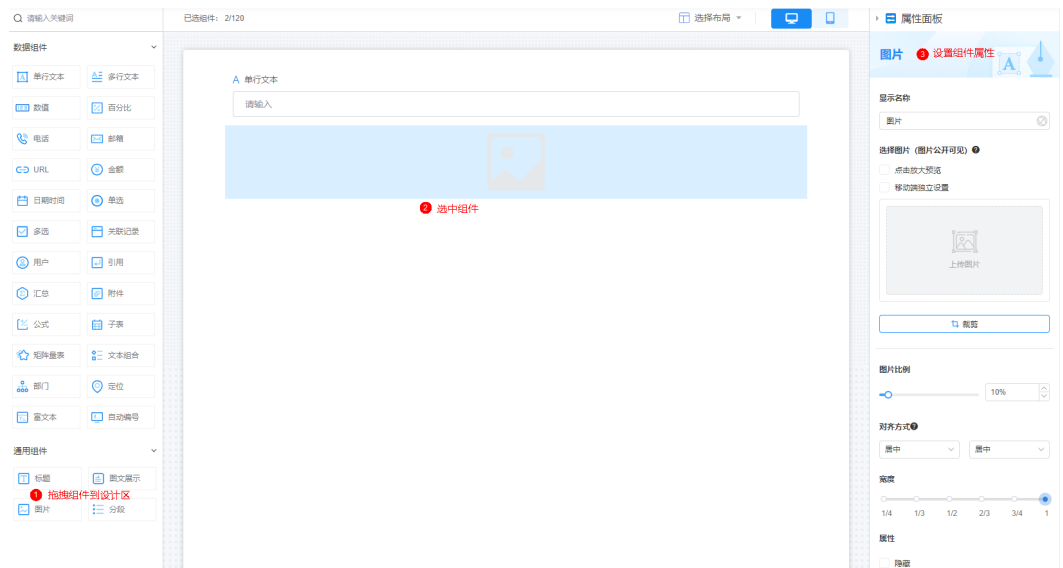 请输入关键词
已选组件： 2/120
选择布局
属性面板
数据组件
单行文本
多行文本
数值
百分比
电话
邮箱
URL
金额
日期时间
单选
多选
关联记录
用户
引用
汇总
附件
公式
子表
矩阵量表
文本组合
部门
定位
富文本
自动编号
通用组件
标题
图文展示
1 拖拽组件到设计区
图片
分段
A 单行文本
请输入
2 选中组件
图片
3 设置组件属性
A
显示名称
图片
选择图片（图片公开可见）
点击放大预览
移动端独立设置
上传图片
裁剪
图片比例
10%
对齐方式
居中
居中
宽度
1/4 1/3 1/2 2/3 3/4 1
属性
隐藏